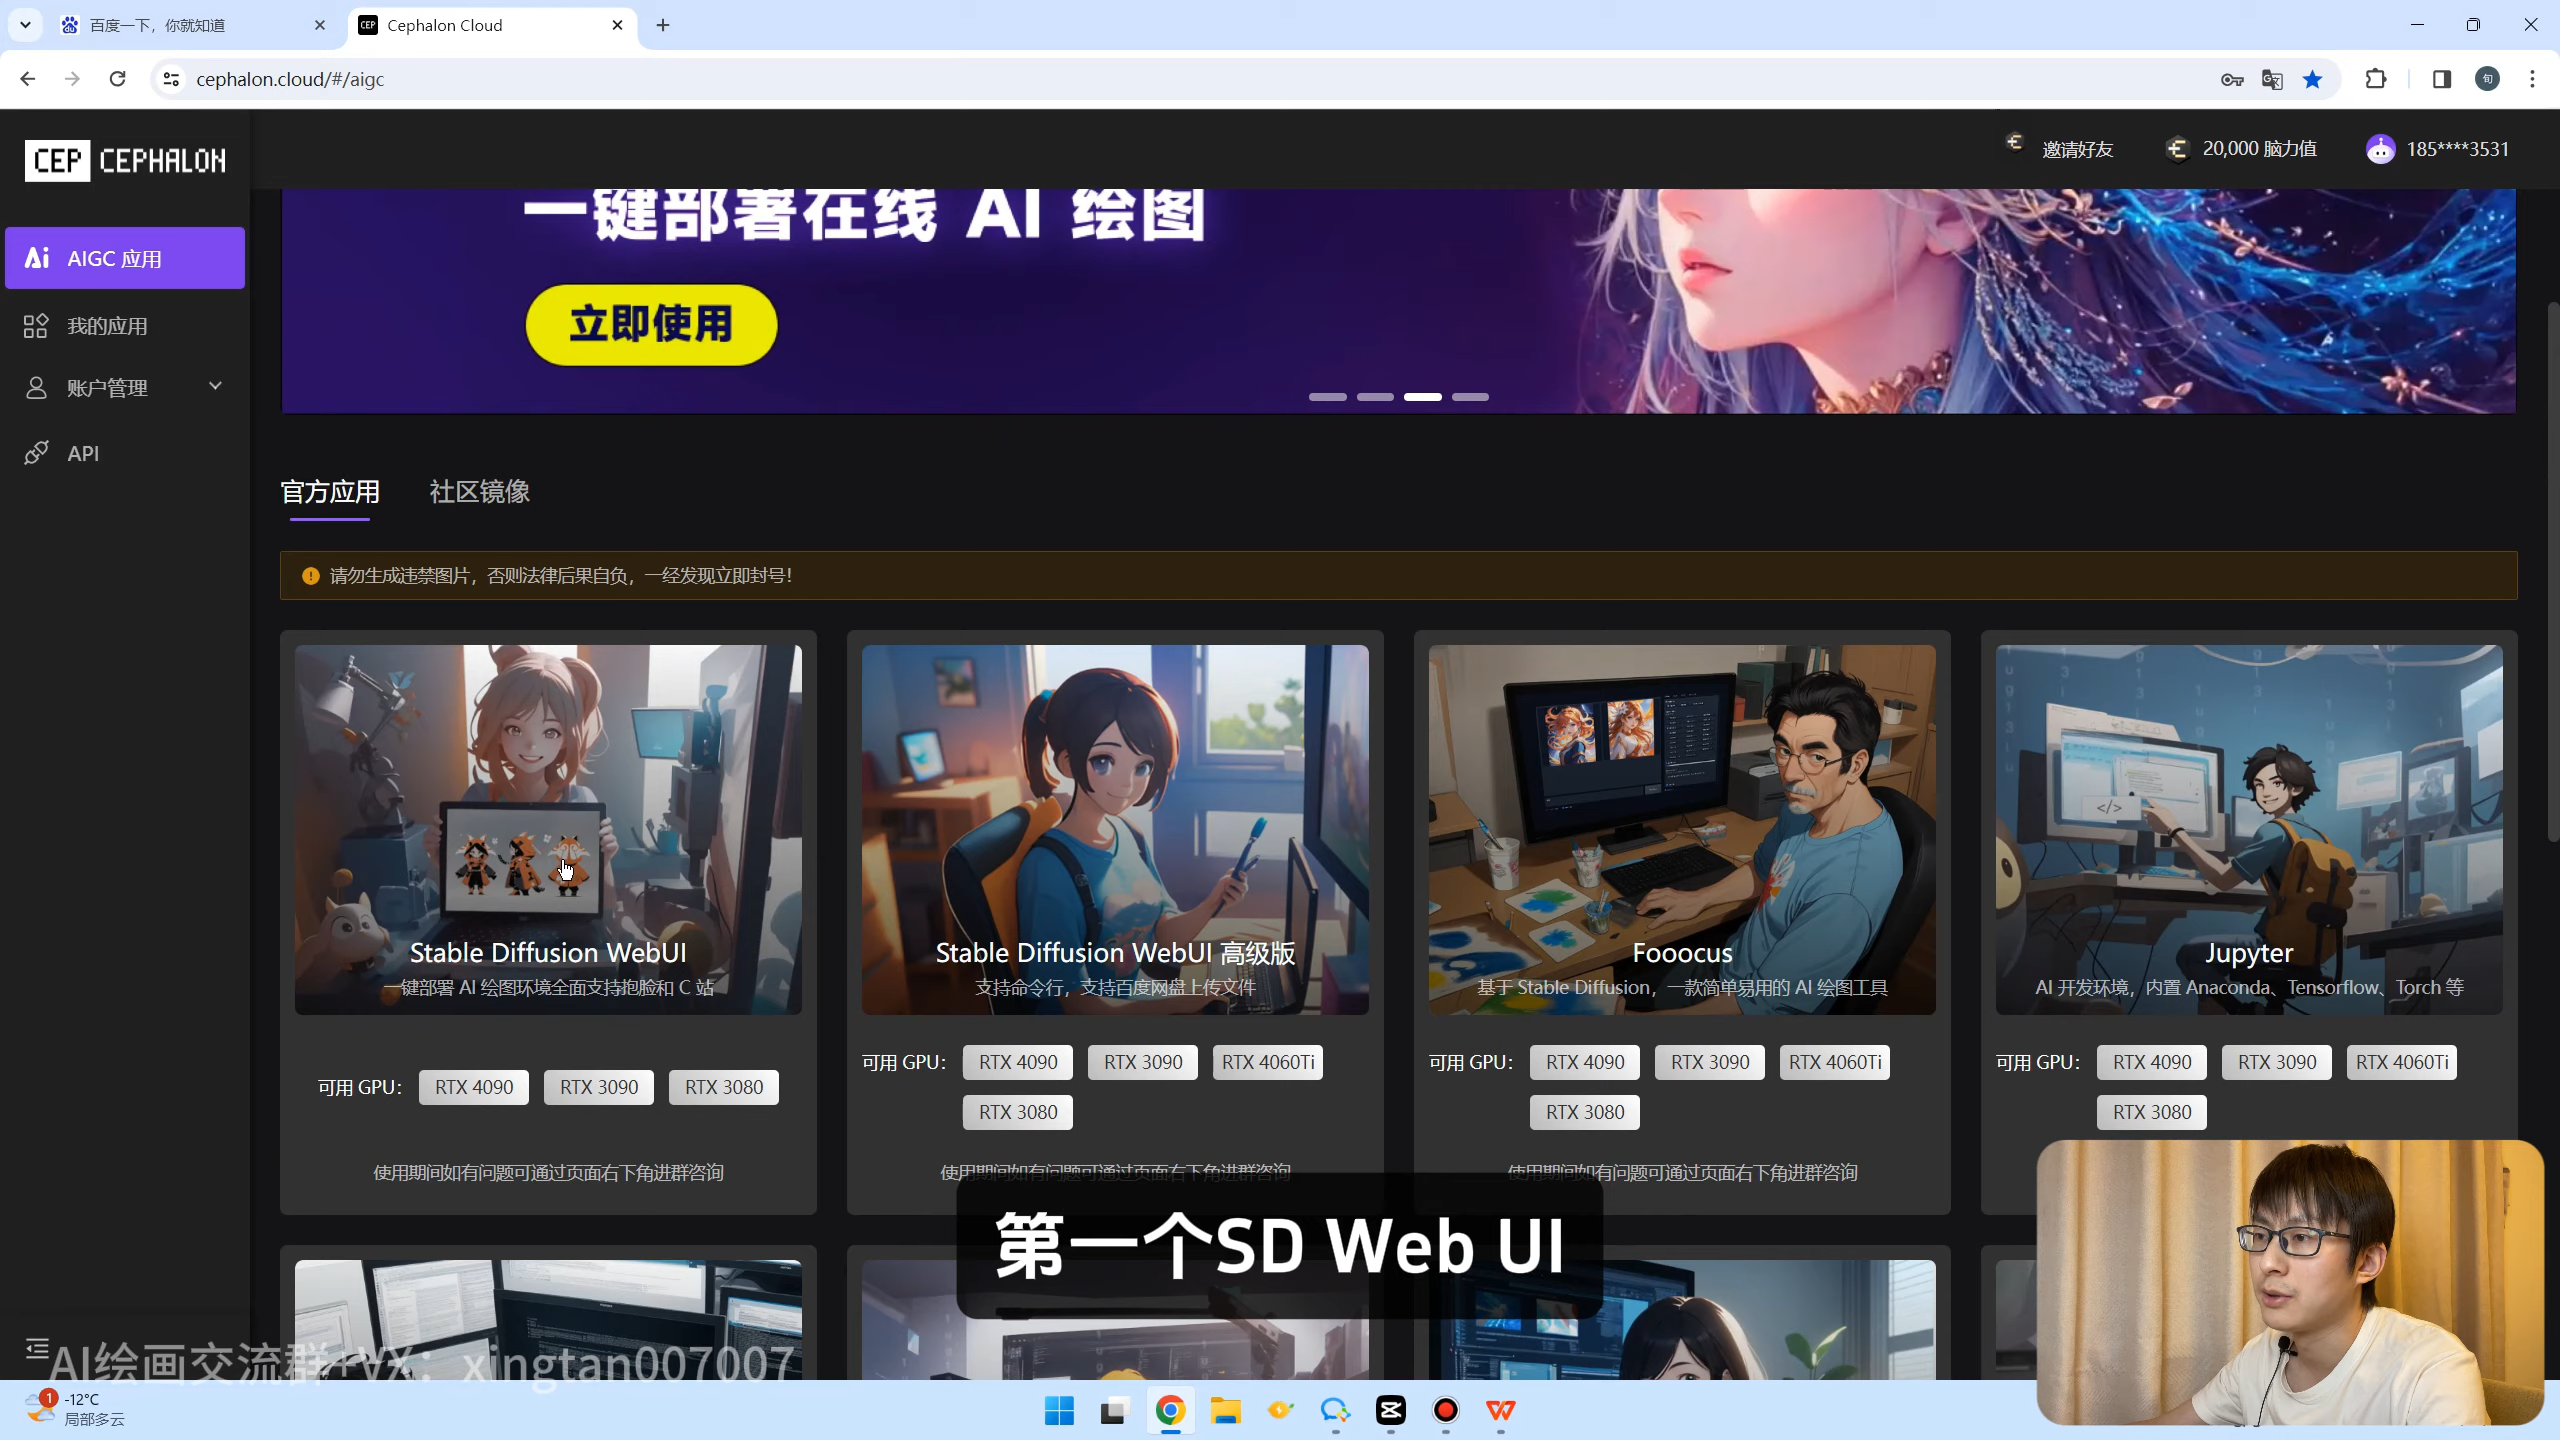 百度一下，你就知道
Cephalon Cloud
cephalon.cloud/#/aigc
CEP CEPHALON
邀请好友
20,000 脑力值
185****3531
AIGC 应用
我的应用
账户管理
API
一键部署在线 AI 绘图
立即使用
官方应用
社区镜像
请勿生成违禁图片，否则法律后果自负，一经发现立即封号！
Stable Diffusion WebUI
一键部署 AI 绘图环境全面支持抱脸和 C 站
可用 GPU： RTX 4090 RTX 3090 RTX 3080
使用期间如有问题可通过页面右下角进群咨询
Stable Diffusion WebUI 高级版
支持命令行，支持百度网盘上传文件
可用 GPU： RTX 4090 RTX 3090 RTX 4060Ti
RTX 3080
使用期间如有问题可通过页面右下角进群咨询
Fooocus
基于 Stable Diffusion，一款简单易用的 AI 绘图工具
可用 GPU： RTX 4090 RTX 3090 RTX 4060Ti
RTX 3080
使用期间如有问题可通过页面右下角进群咨询
Jupyter
AI 开发环境，内置 Anaconda、Tensorflow、Torch 等
可用 GPU： RTX 4090 RTX 3090 RTX 4060Ti
RTX 3080
第一个SD Web UI
AI绘画交流群+VX：xingtan007007
1
-12°C
局部多云